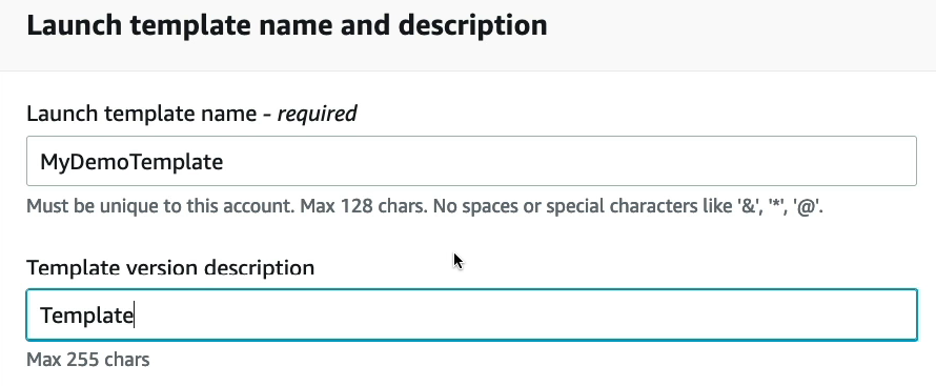 Launch template name and description
Launch template name - required
MyDemoTemplate
Must be unique to this account. Max 128 chars. No spaces or special characters like '&', '*', '@'.
Template version description
Template
Max 255 chars